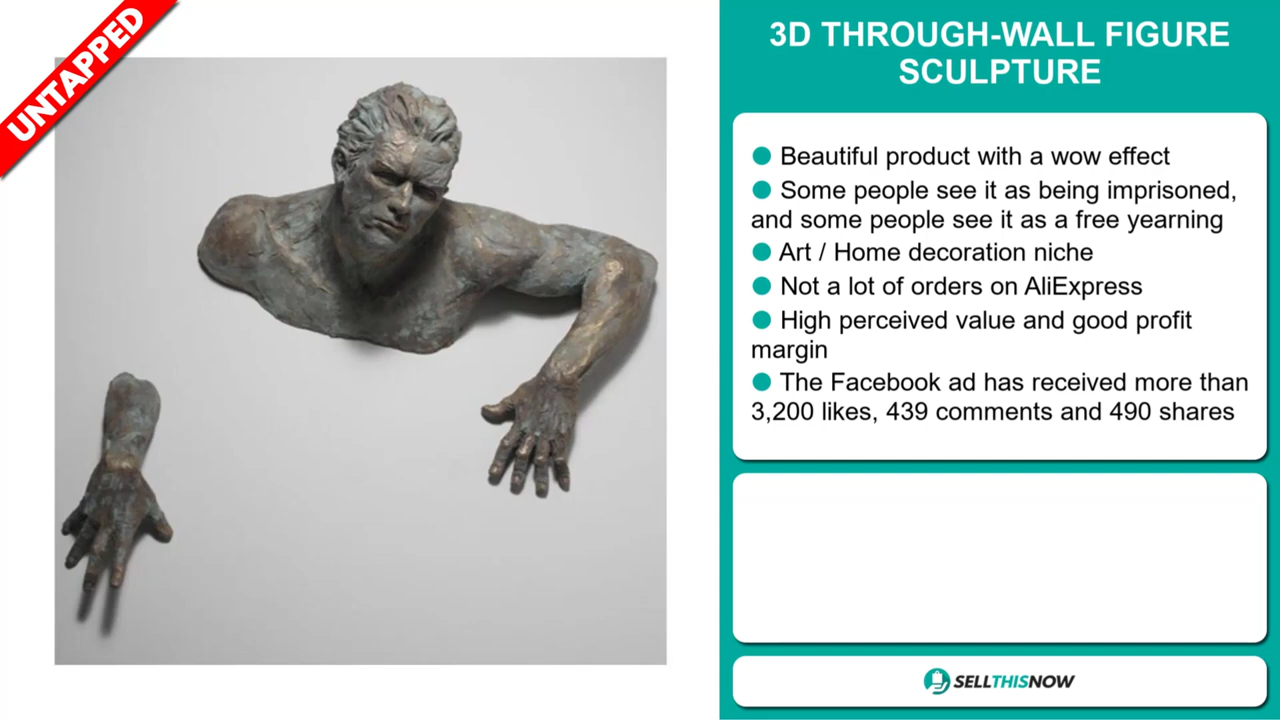 UNTAPPED
3D THROUGH-WALL FIGURE
SCULPTURE
● Beautiful product with a wow effect
● Some people see it as being imprisoned,
and some people see it as a free yearning
● Art / Home decoration niche
● Not a lot of orders on AliExpress
● High perceived value and good profit
margin
● The Facebook ad has received more than
3,200 likes, 439 comments and 490 shares
SELLTHISNOW